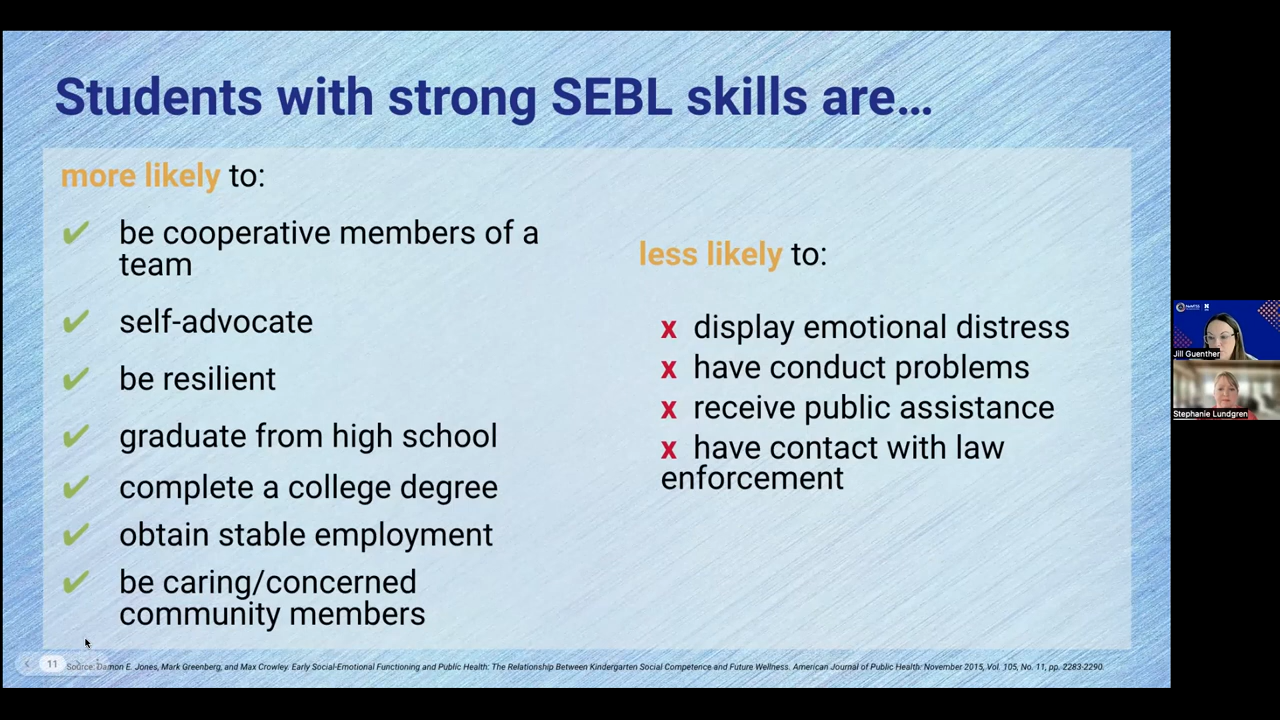 Students with strong SEBL skills are…
more likely to:
✔ be cooperative members of a
team
✔ self-advocate
✔ be resilient
✔ graduate from high school
✔ complete a college degree
✔ obtain stable employment
✔ be caring/concerned
community members
less likely to:
x display emotional distress
x have conduct problems
x receive public assistance
x have contact with law
enforcement
11
Source: Damon E. Jones, Mark Greenberg, and Max Crowley. Early Social-Emotional Functioning and Public Health: The Relationship Between Kindergarten Social Competence and Future Wellness. American Journal of Public Health: November 2015, Vol. 105, No. 11, pp. 2283-2290.
Jill Guenther
Stephanie Lundgren